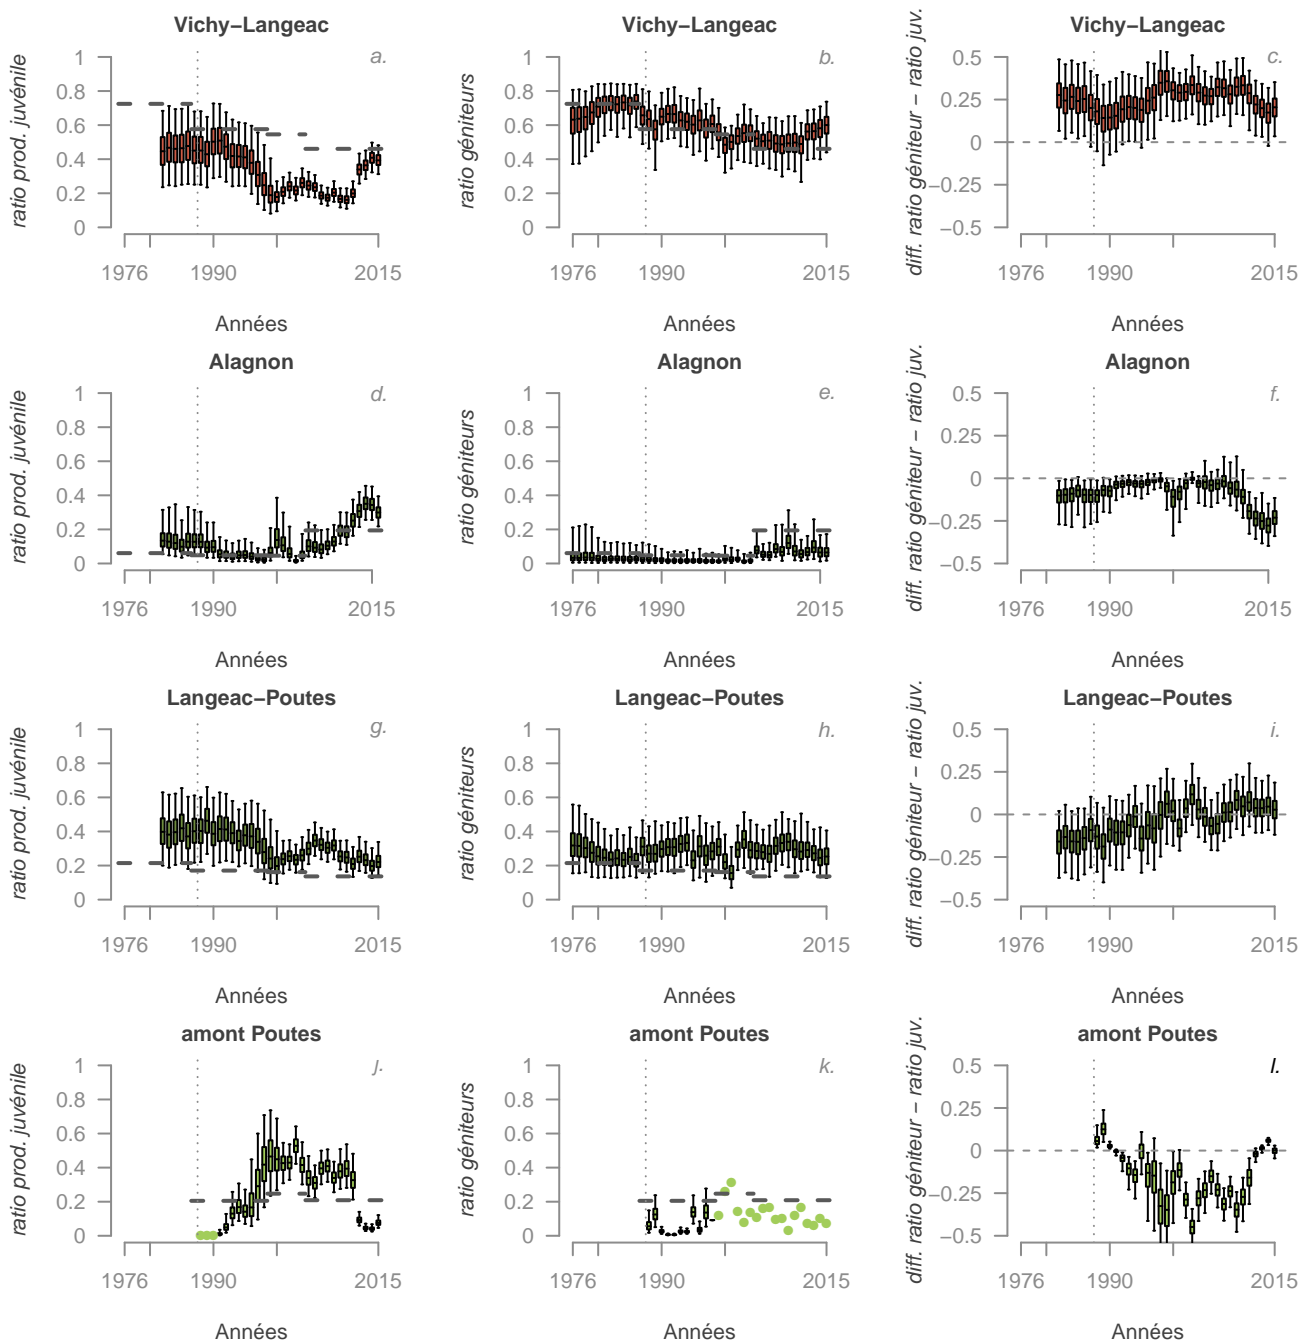 Vichy−Langeac
a.
ratio prod. juvénile
1
0.8
0.6
0.4
0.2
0
1976
1990
2015
Années
Vichy−Langeac
b.
ratio géniteurs
1
0.8
0.6
0.4
0.2
0
1976
1990
2015
Années
Vichy−Langeac
c.
diff. ratio géniteur − ratio juv.
0.5
0.25
0
−0.25
−0.5
1976
1990
2015
Années
Alagnon
d.
ratio prod. juvénile
1
0.8
0.6
0.4
0.2
0
1976
1990
2015
Années
Alagnon
e.
ratio géniteurs
1
0.8
0.6
0.4
0.2
0
1976
1990
2015
Années
Alagnon
f.
diff. ratio géniteur − ratio juv.
0.5
0.25
0
−0.25
−0.5
1976
1990
2015
Années
Langeac−Poutes
g.
ratio prod. juvénile
1
0.8
0.6
0.4
0.2
0
1976
1990
2015
Années
Langeac−Poutes
h.
ratio géniteurs
1
0.8
0.6
0.4
0.2
0
1976
1990
2015
Années
Langeac−Poutes
i.
diff. ratio géniteur − ratio juv.
0.5
0.25
0
−0.25
−0.5
1976
1990
2015
Années
amont Poutes
j.
ratio prod. juvénile
1
0.8
0.6
0.4
0.2
0
1976
1990
2015
Années
amont Poutes
k.
ratio géniteurs
1
0.8
0.6
0.4
0.2
0
1976
1990
2015
Années
amont Poutes
l.
diff. ratio géniteur − ratio juv.
0.5
0.25
0
−0.25
−0.5
1976
1990
2015
Années